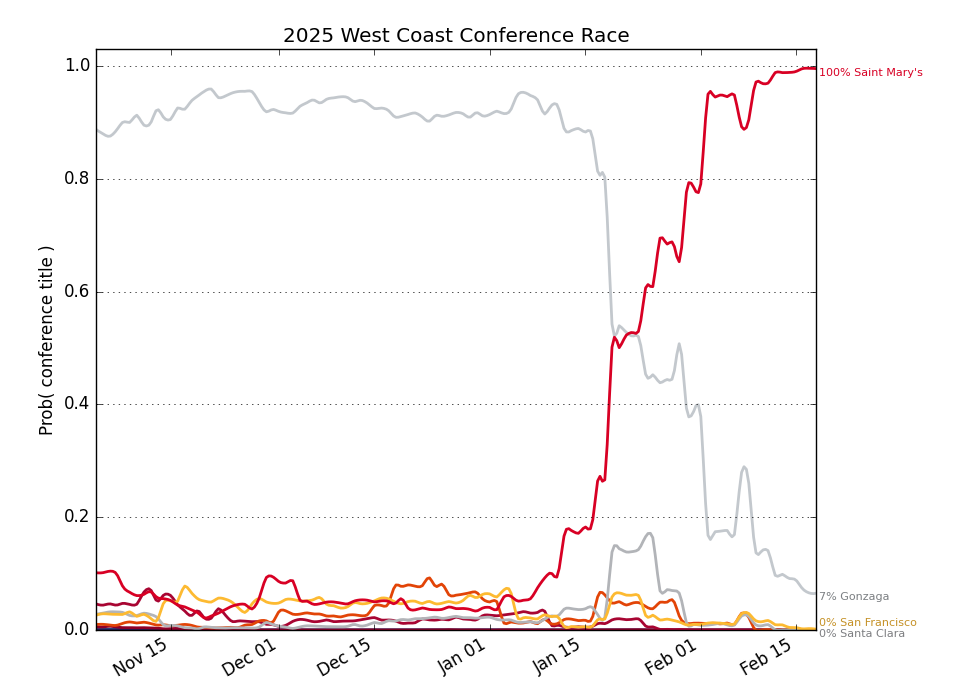 2025 West Coast Conference Race
1.0
100% Saint Mary's
0.8
0.6
Prob( conference title )
0.4
0.2
7% Gonzaga
0% San Francisco
0.0
0% Santa Clara
Nov 15
Dec 01
Dec 15
Jan 01
Jan 15
Feb 01
Feb 15